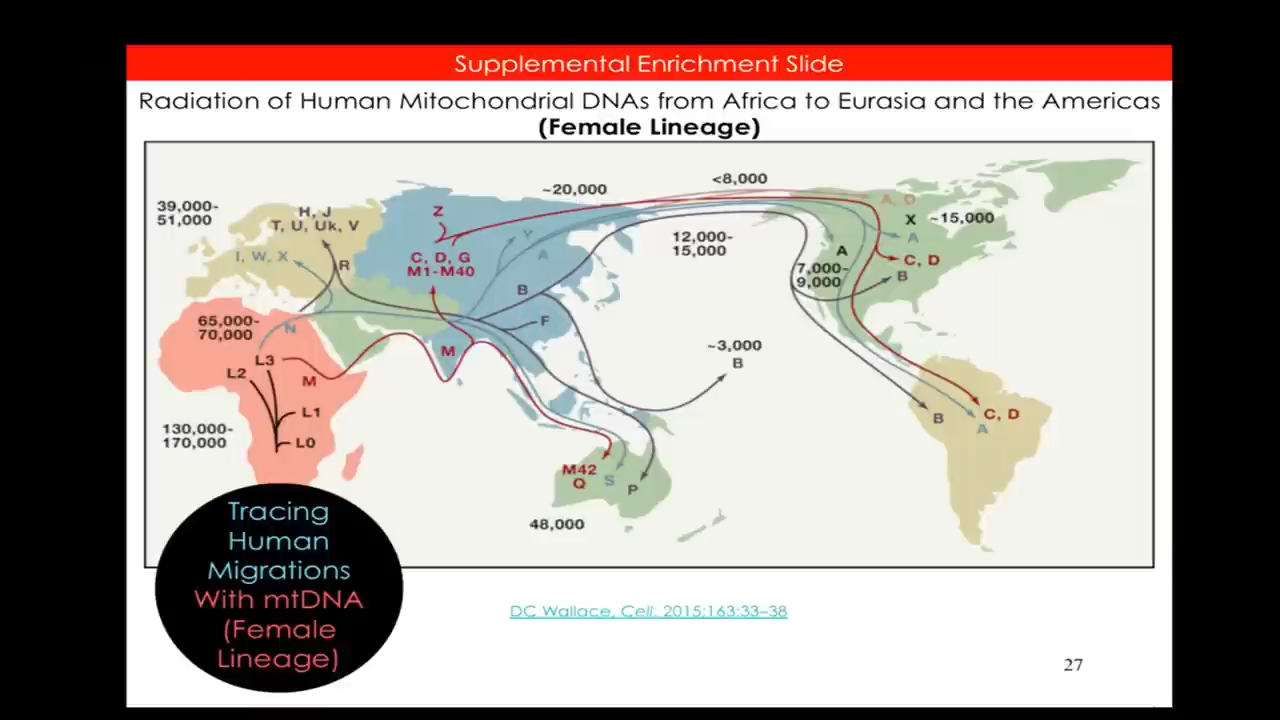 Supplemental Enrichment Slide
Radiation of Human Mitochondrial DNAs from Africa to Eurasia and the Americas
(Female Lineage)
39,000-
51,000
H, J
T, U, Uk, V
I, W, X
R
65,000-
70,000
N
L3
L2
M
L1
L0
130,000-
170,000
Z
C, D, G
M1-M40
Y
A
B
F
M
~20,000
<8,000
12,000-
15,000
A, D
X ~15,000
A
C, D
B
A
7,000-
9,000
~3,000
B
B
C, D
A
M42
Q
S
P
48,000
Tracing
Human
Migrations
With mtDNA
(Female
Lineage)
DC Wallace, Cell. 2015;163:33–38
27